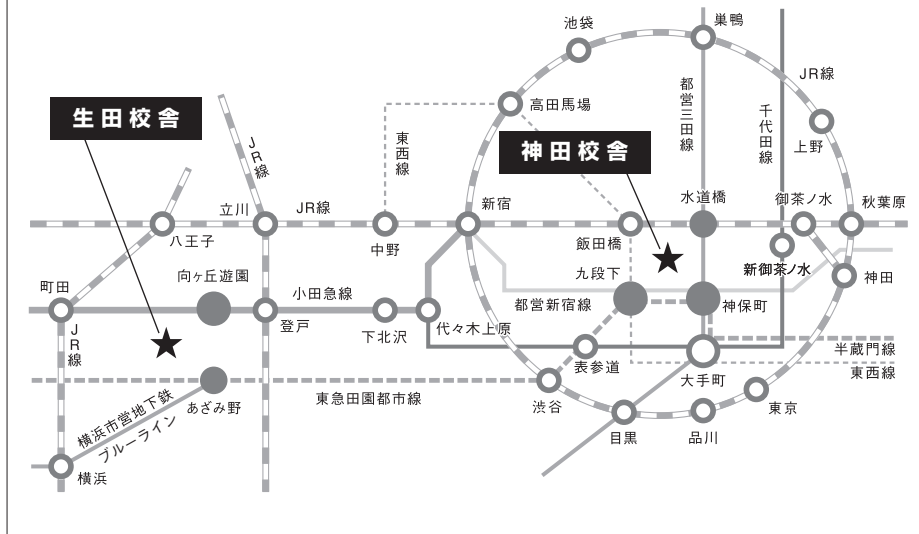 池袋
巣鴨
JR線
高田馬場
都営三田線
千代田線
上野
生田校舎
神田校舎
JR線
東西線
立川
JR線
新宿
水道橋
御茶ノ水
秋葉原
八王子
中野
飯田橋
新御茶ノ水
神田
向ヶ丘遊園
九段下
町田
小田急線
都営新宿線
神保町
JR線
登戸
下北沢
代々木上原
半蔵門線
表参道
大手町
東西線
あざみ野
東急田園都市線
渋谷
東京
目黒
品川
横浜市営地下鉄
ブルーライン
横浜